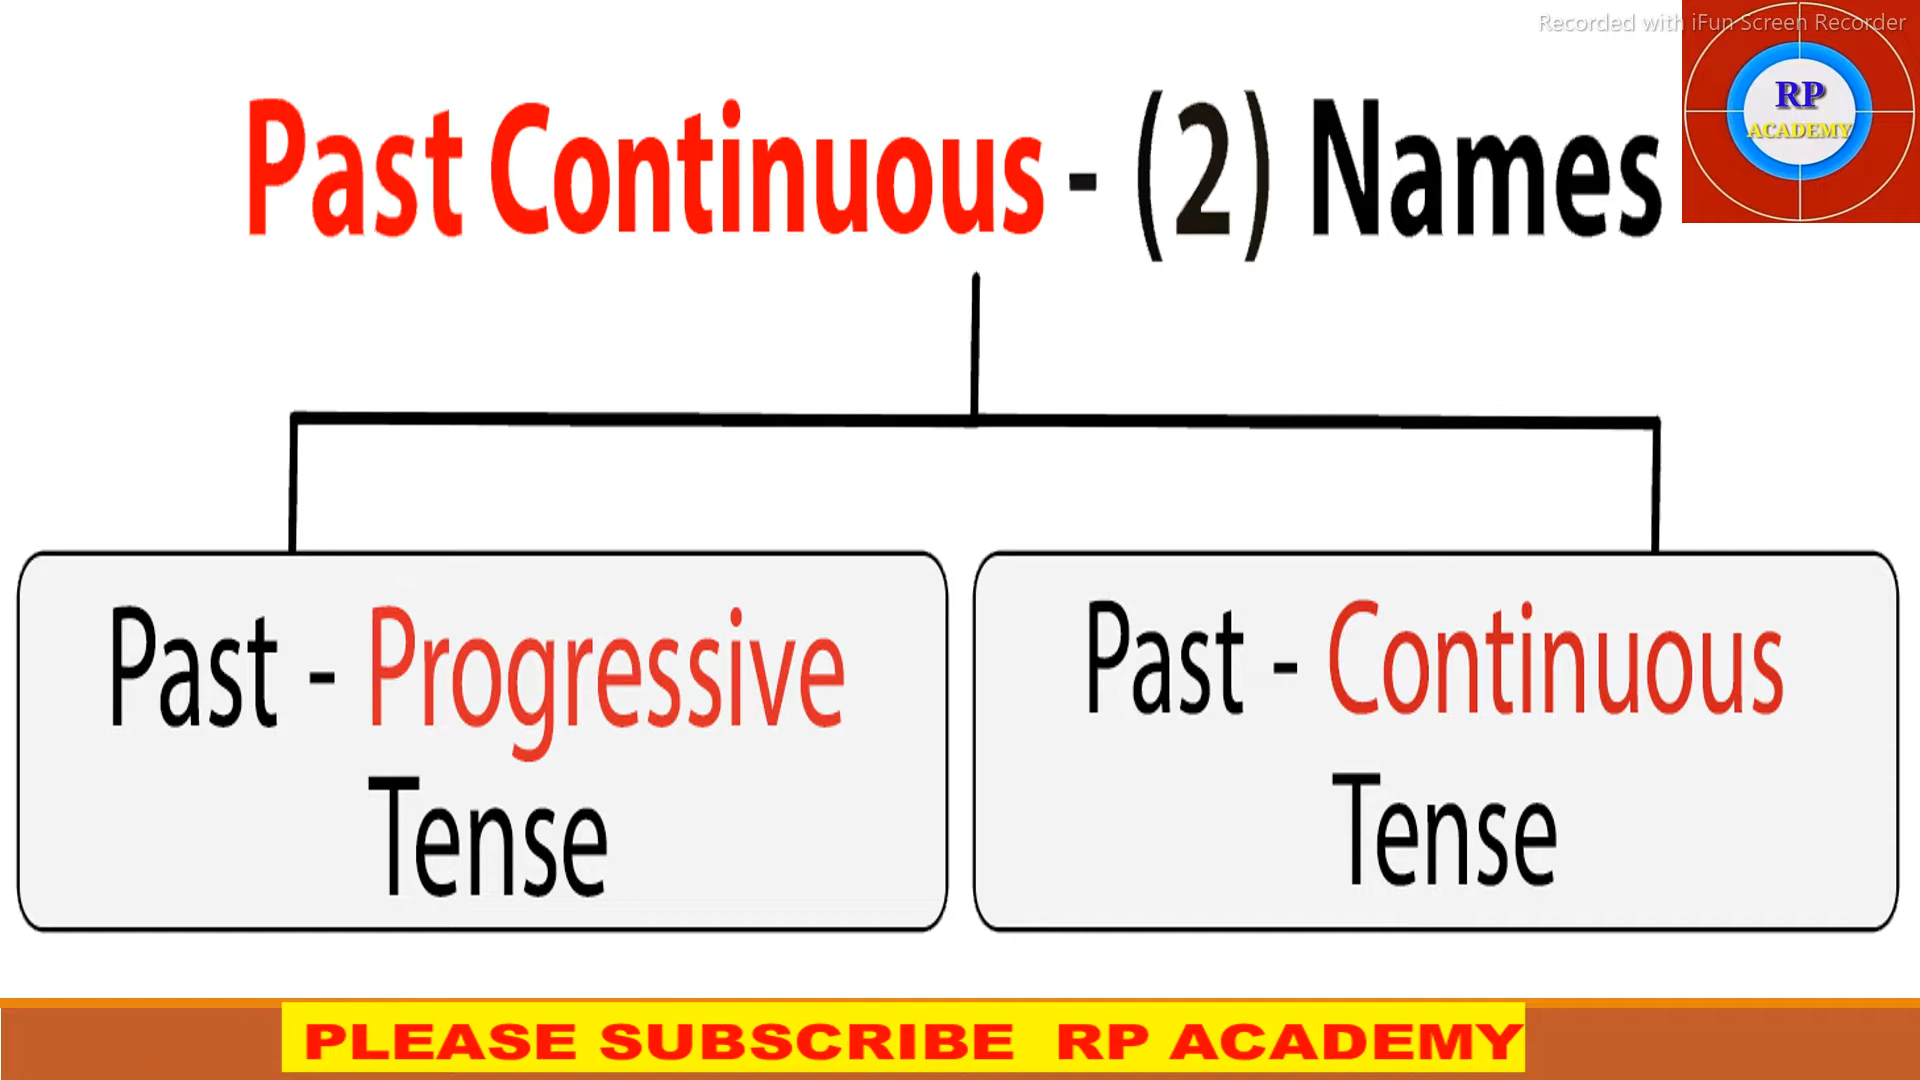 Recorded with iFun Screen Recorder
RP
ACADEMY
Past Continuous - (2) Names
Past - Progressive
Tense
Past - Continuous
Tense
PLEASE SUBSCRIBE RP ACADEMY